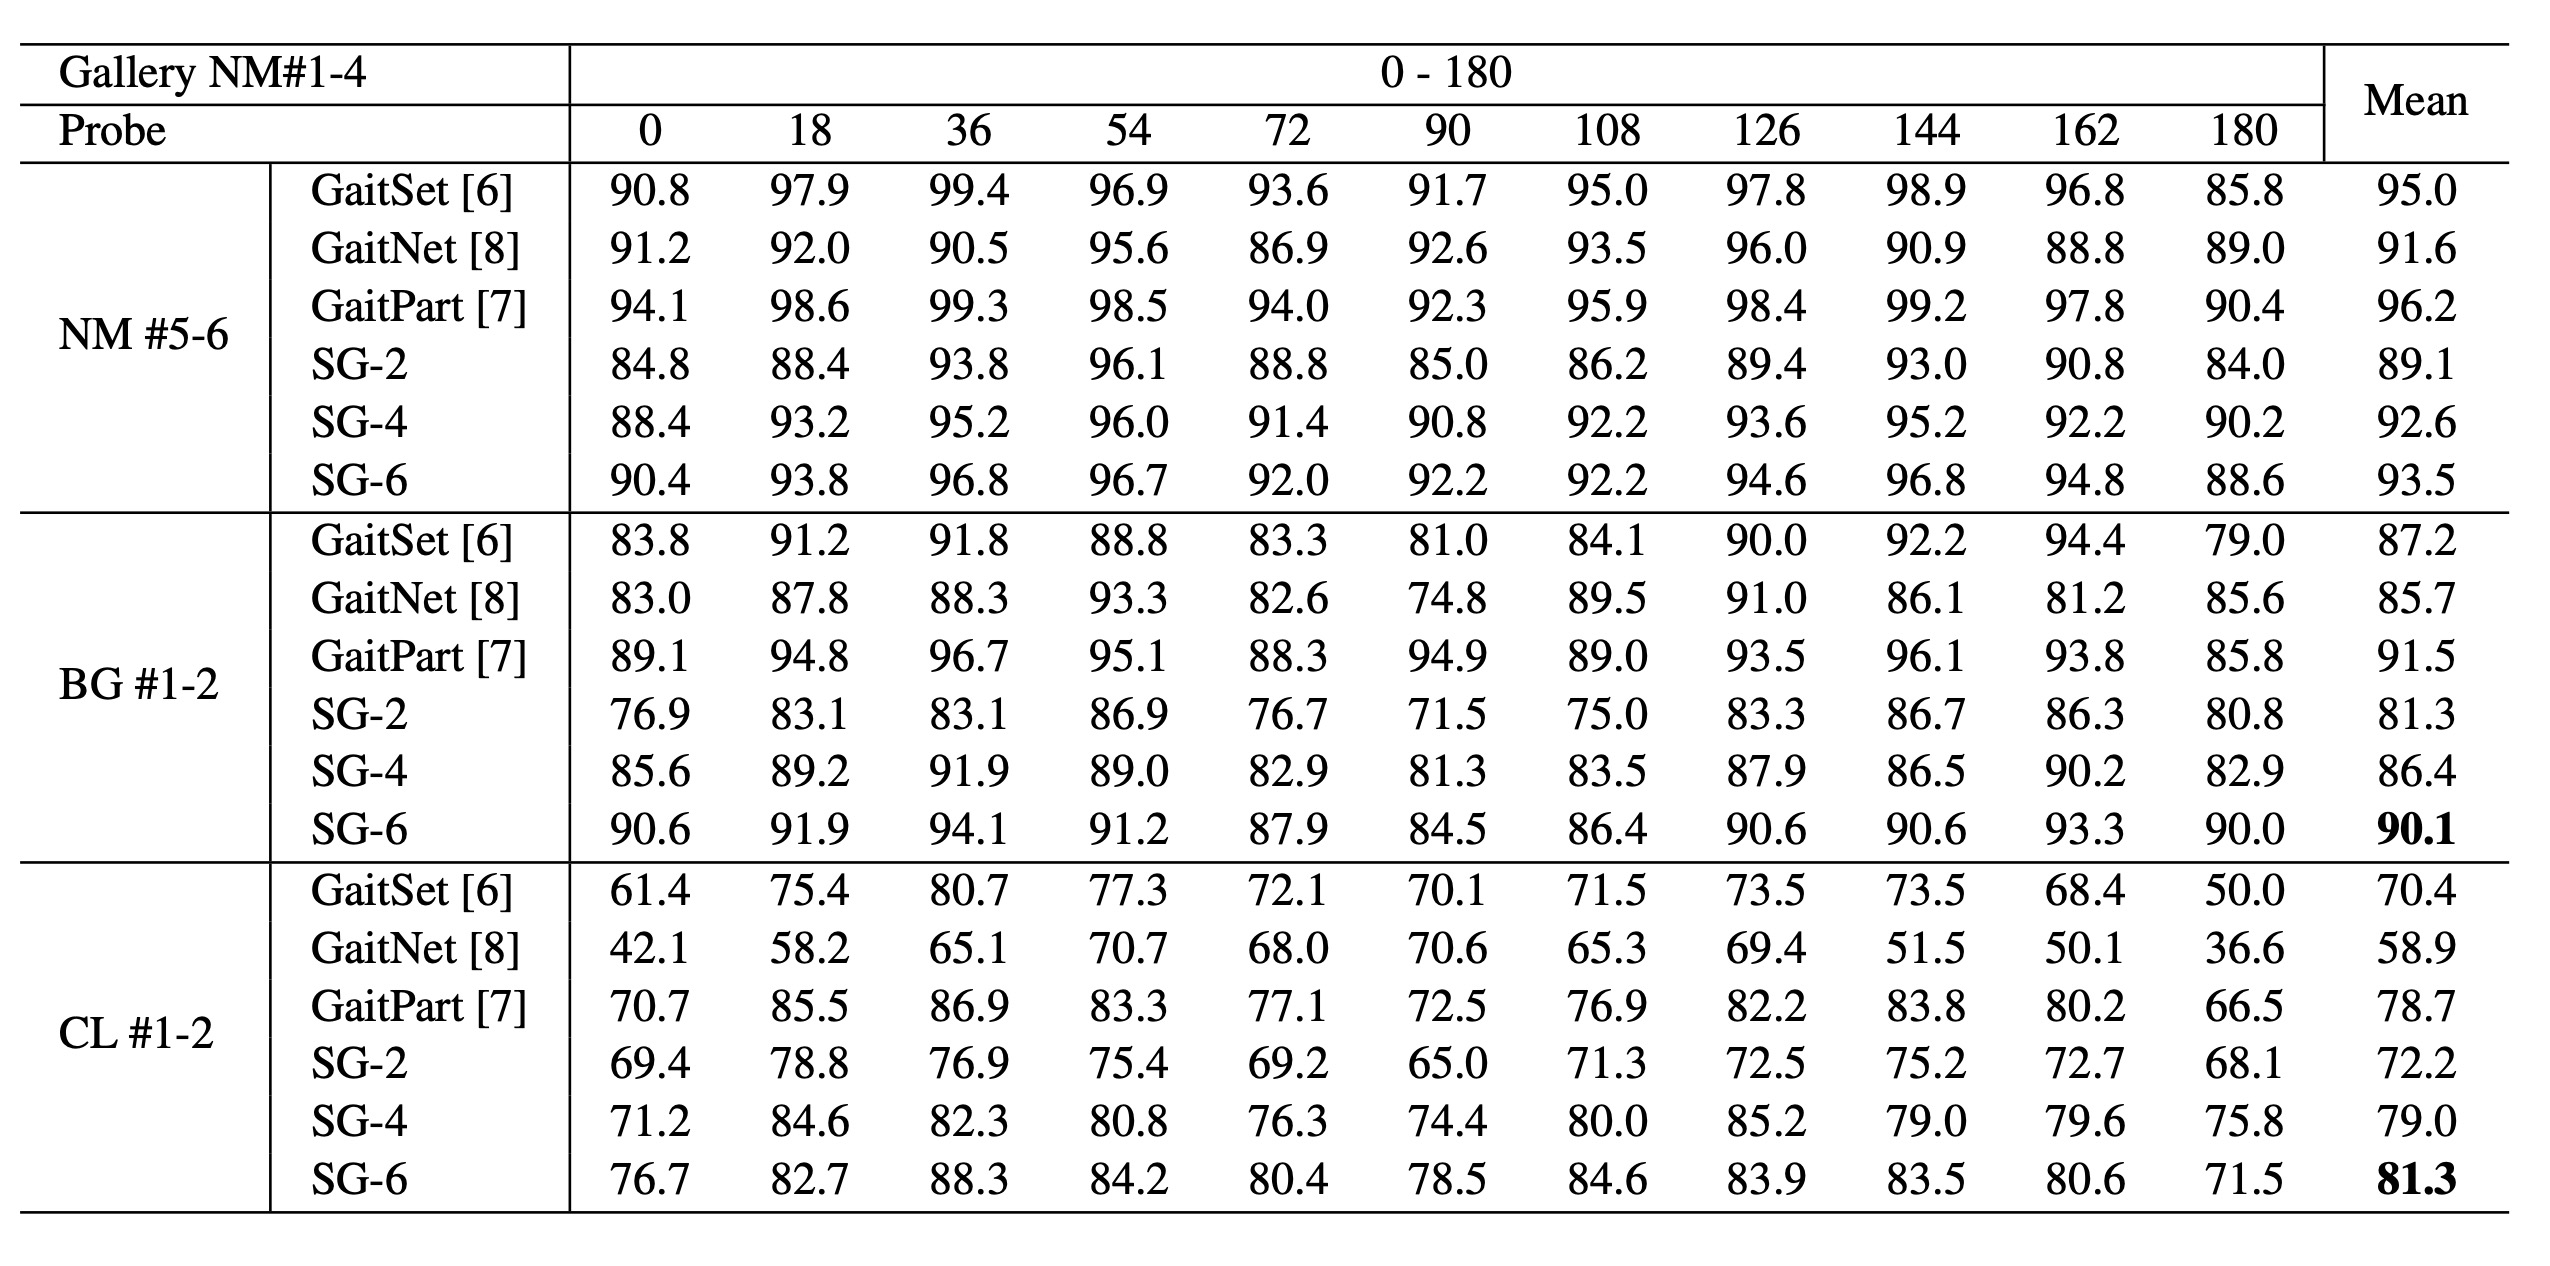 Gallery NM#1-4 0 - 180 Mean
Probe 0 18 36 54 72 90 108 126 144 162 180
NM #5-6
GaitSet [6] 90.8 97.9 99.4 96.9 93.6 91.7 95.0 97.8 98.9 96.8 85.8 95.0
GaitNet [8] 91.2 92.0 90.5 95.6 86.9 92.6 93.5 96.0 90.9 88.8 89.0 91.6
GaitPart [7] 94.1 98.6 99.3 98.5 94.0 92.3 95.9 98.4 99.2 97.8 90.4 96.2
SG-2 84.8 88.4 93.8 96.1 88.8 85.0 86.2 89.4 93.0 90.8 84.0 89.1
SG-4 88.4 93.2 95.2 96.0 91.4 90.8 92.2 93.6 95.2 92.2 90.2 92.6
SG-6 90.4 93.8 96.8 96.7 92.0 92.2 92.2 94.6 96.8 94.8 88.6 93.5
BG #1-2
GaitSet [6] 83.8 91.2 91.8 88.8 83.3 81.0 84.1 90.0 92.2 94.4 79.0 87.2
GaitNet [8] 83.0 87.8 88.3 93.3 82.6 74.8 89.5 91.0 86.1 81.2 85.6 85.7
GaitPart [7] 89.1 94.8 96.7 95.1 88.3 94.9 89.0 93.5 96.1 93.8 85.8 91.5
SG-2 76.9 83.1 83.1 86.9 76.7 71.5 75.0 83.3 86.7 86.3 80.8 81.3
SG-4 85.6 89.2 91.9 89.0 82.9 81.3 83.5 87.9 86.5 90.2 82.9 86.4
SG-6 90.6 91.9 94.1 91.2 87.9 84.5 86.4 90.6 90.6 93.3 90.0 90.1
CL #1-2
GaitSet [6] 61.4 75.4 80.7 77.3 72.1 70.1 71.5 73.5 73.5 68.4 50.0 70.4
GaitNet [8] 42.1 58.2 65.1 70.7 68.0 70.6 65.3 69.4 51.5 50.1 36.6 58.9
GaitPart [7] 70.7 85.5 86.9 83.3 77.1 72.5 76.9 82.2 83.8 80.2 66.5 78.7
SG-2 69.4 78.8 76.9 75.4 69.2 65.0 71.3 72.5 75.2 72.7 68.1 72.2
SG-4 71.2 84.6 82.3 80.8 76.3 74.4 80.0 85.2 79.0 79.6 75.8 79.0
SG-6 76.7 82.7 88.3 84.2 80.4 78.5 84.6 83.9 83.5 80.6 71.5 81.3